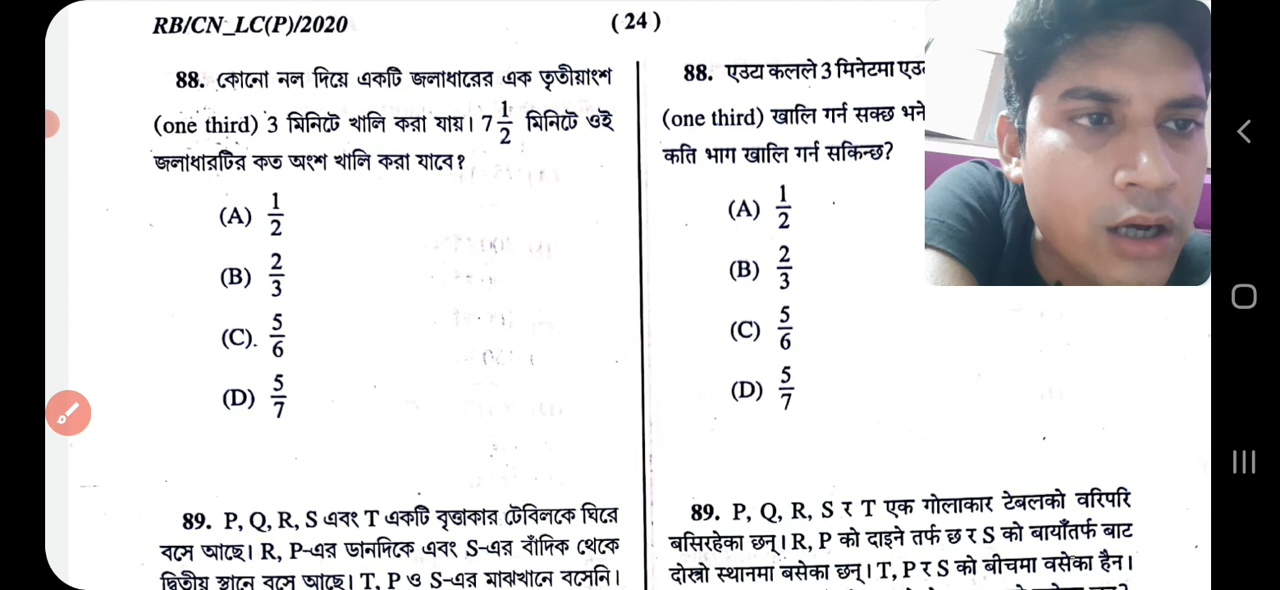 RB/CN_LC(P)/2020
( 24 )
88. কোনো নল দিয়ে একটি জলাধারের এক তৃতীয়াংশ
(one third) 3 মিনিটে খালি করা যায়। 7 1/2 মিনিটে ওই
জলাধারটির কত অংশ খালি করা যাবে?
(A) 1/2
(B) 2/3
(C). 5/6
(D) 5/7
89. P, Q, R, S এবং T একটি বৃত্তাকার টেবিলকে ঘিরে
বসে আছে। R, P-এর ডানদিকে এবং S-এর বাঁদিক থেকে
দ্বিতীয় স্থানে বসে আছে। T, P ও S-এর মাঝখানে বসেনি।
88. एउटा कलले 3 मिनेटमा
(one third) खालि गर्न सक्छ भने
कति भाग खालि गर्न सकिन्छ?
(A) 1/2
(B) 2/3
(C) 5/6
(D) 5/7
89. P, Q, R, S र T एक गोलाकार टेबलको वरिपरि
बसिरहेका छन्। R, P को दाइने तर्फ छ र S को बायाँतर्फ बाट
दोस्रो स्थानमा बसेका छन्। T, P र S को बीचमा वसेका हैन।